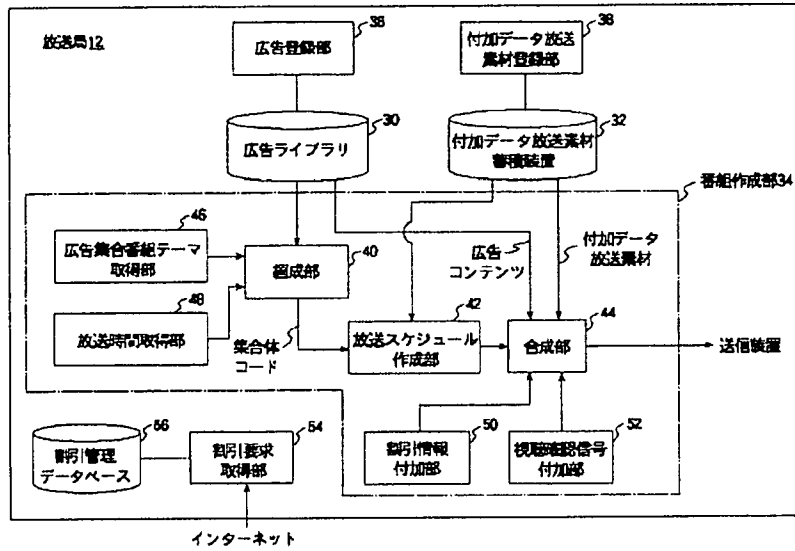 放送局12
36
広告登録部
38
付加データ放送
素材登録部
30
広告ライブラリ
32
付加データ放送素材
蓄積装置
番組作成部34
46
広告集合番組テーマ
取得部
40
編成部
広告
コンテンツ
付加データ
放送素材
48
放送時間取得部
集合体
コード
42
放送スケジュール
作成部
44
合成部
送信装置
56
割引管理
データベース
54
割引要求
取得部
50
割引情報
付加部
52
視聴確認信号
付加部
インターネット